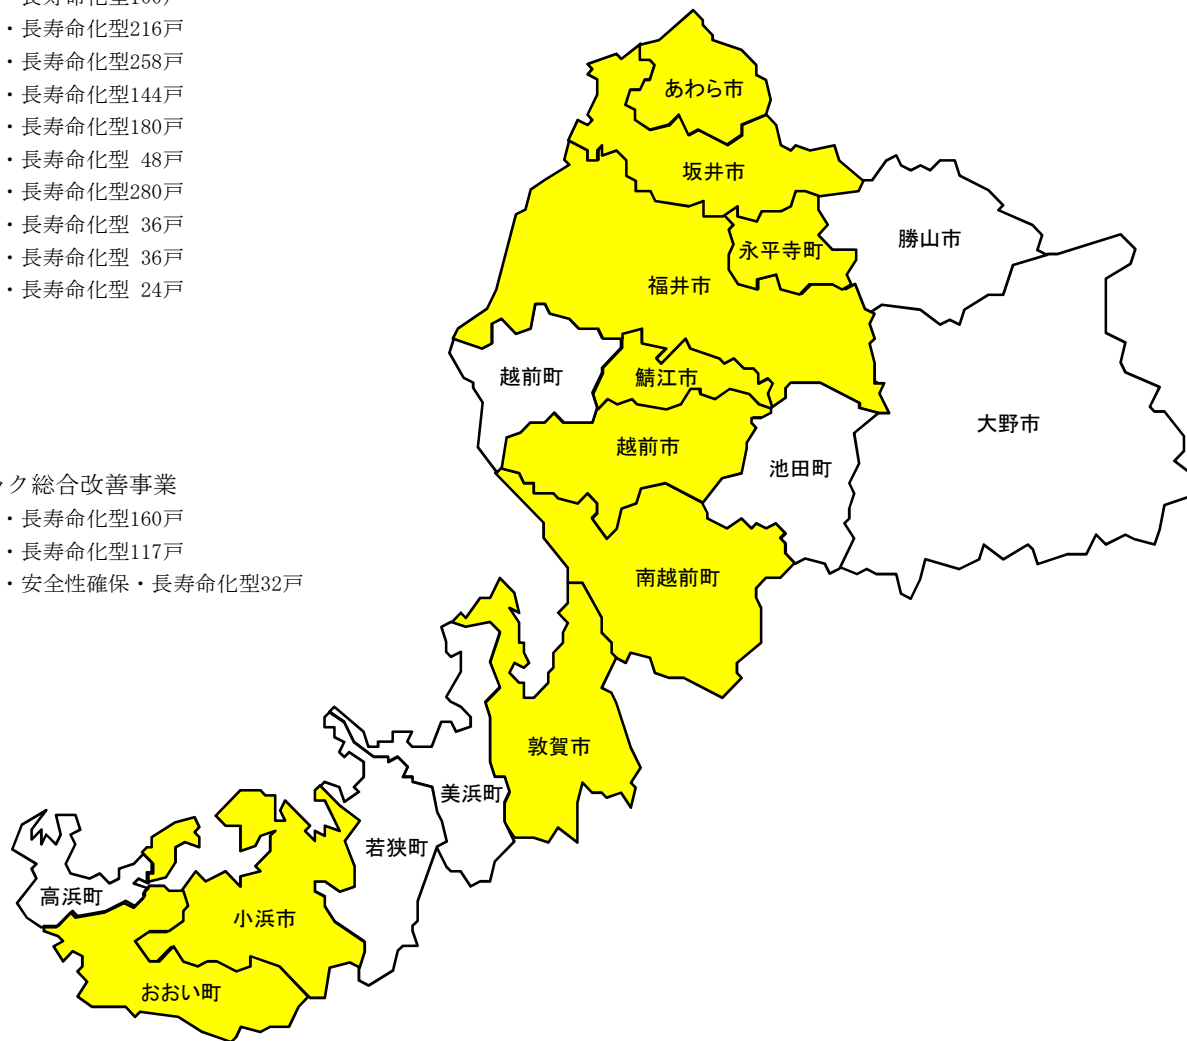 ・長寿命化型216戸
・長寿命化型258戸
・長寿命化型144戸
・長寿命化型180戸
・長寿命化型 48戸
・長寿命化型280戸
・長寿命化型 36戸
・長寿命化型 36戸
・長寿命化型 24戸
ク総合改善事業
・長寿命化型160戸
・長寿命化型117戸
・安全性確保・長寿命化型32戸
あわら市
坂井市
勝山市
永平寺町
福井市
越前町
鯖江市
大野市
越前市
池田町
南越前町
敦賀市
美浜町
若狭町
高浜町
小浜市
おおい町